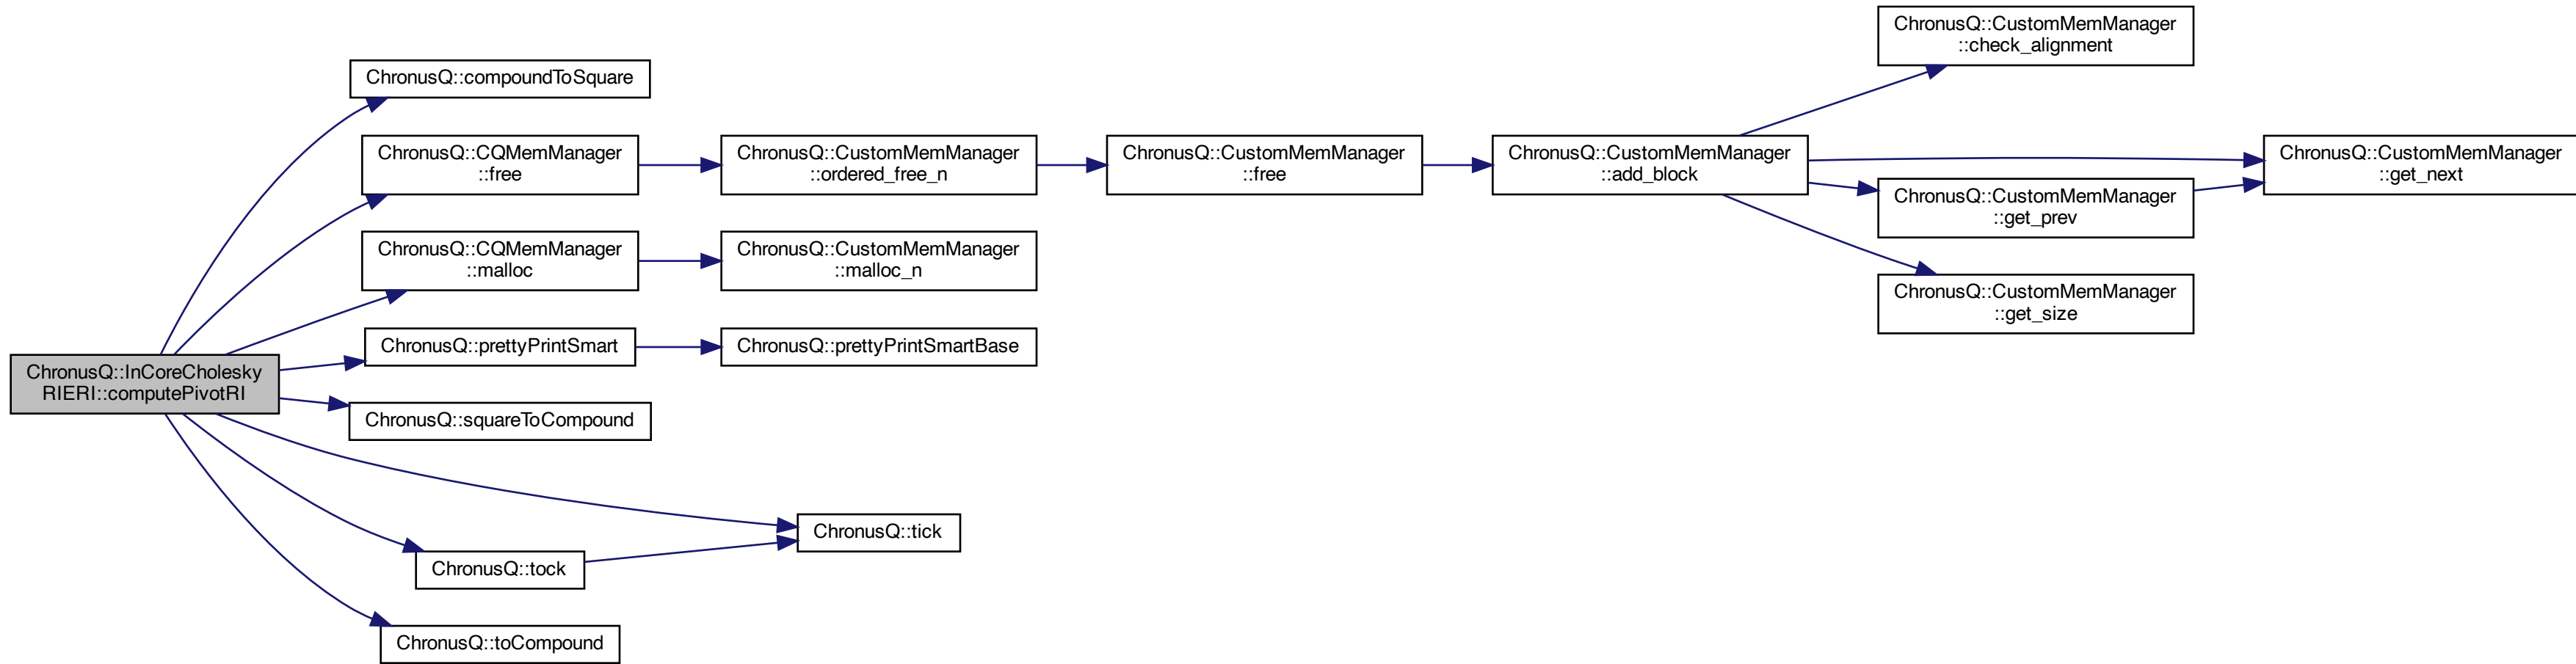 ChronusQ::CustomMemManager
::check_alignment
ChronusQ::compoundToSquare
ChronusQ::CQMemManager
::free
ChronusQ::CustomMemManager
::ordered_free_n
ChronusQ::CustomMemManager
::free
ChronusQ::CustomMemManager
::add_block
ChronusQ::CustomMemManager
::get_next
ChronusQ::CustomMemManager
::get_prev
ChronusQ::CQMemManager
::malloc
ChronusQ::CustomMemManager
::malloc_n
ChronusQ::CustomMemManager
::get_size
ChronusQ::prettyPrintSmart
ChronusQ::prettyPrintSmartBase
ChronusQ::InCoreCholesky
RIERI::computePivotRI
ChronusQ::squareToCompound
ChronusQ::tick
ChronusQ::tock
ChronusQ::toCompound